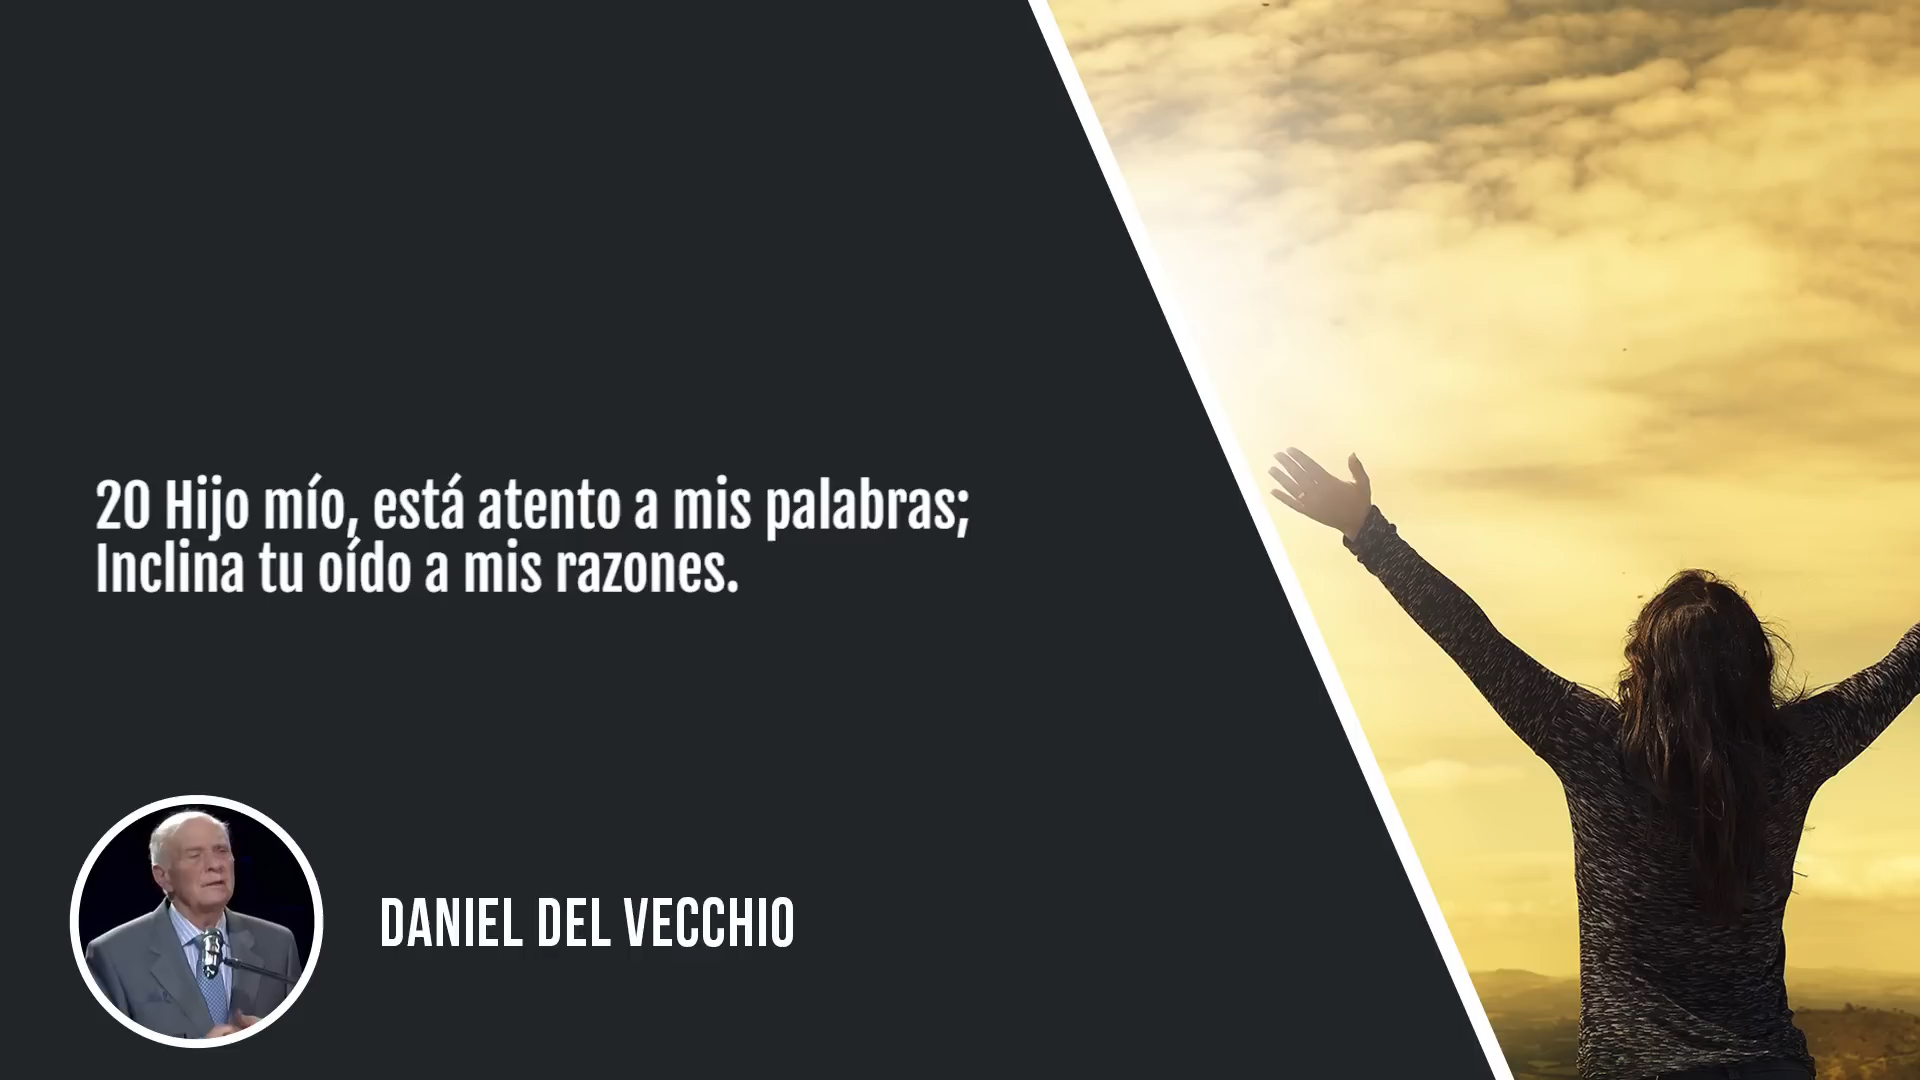 20 Hijo mío, está atento a mis palabras;
Inclina tu oído a mis razones.
DANIEL DEL VECCHIO